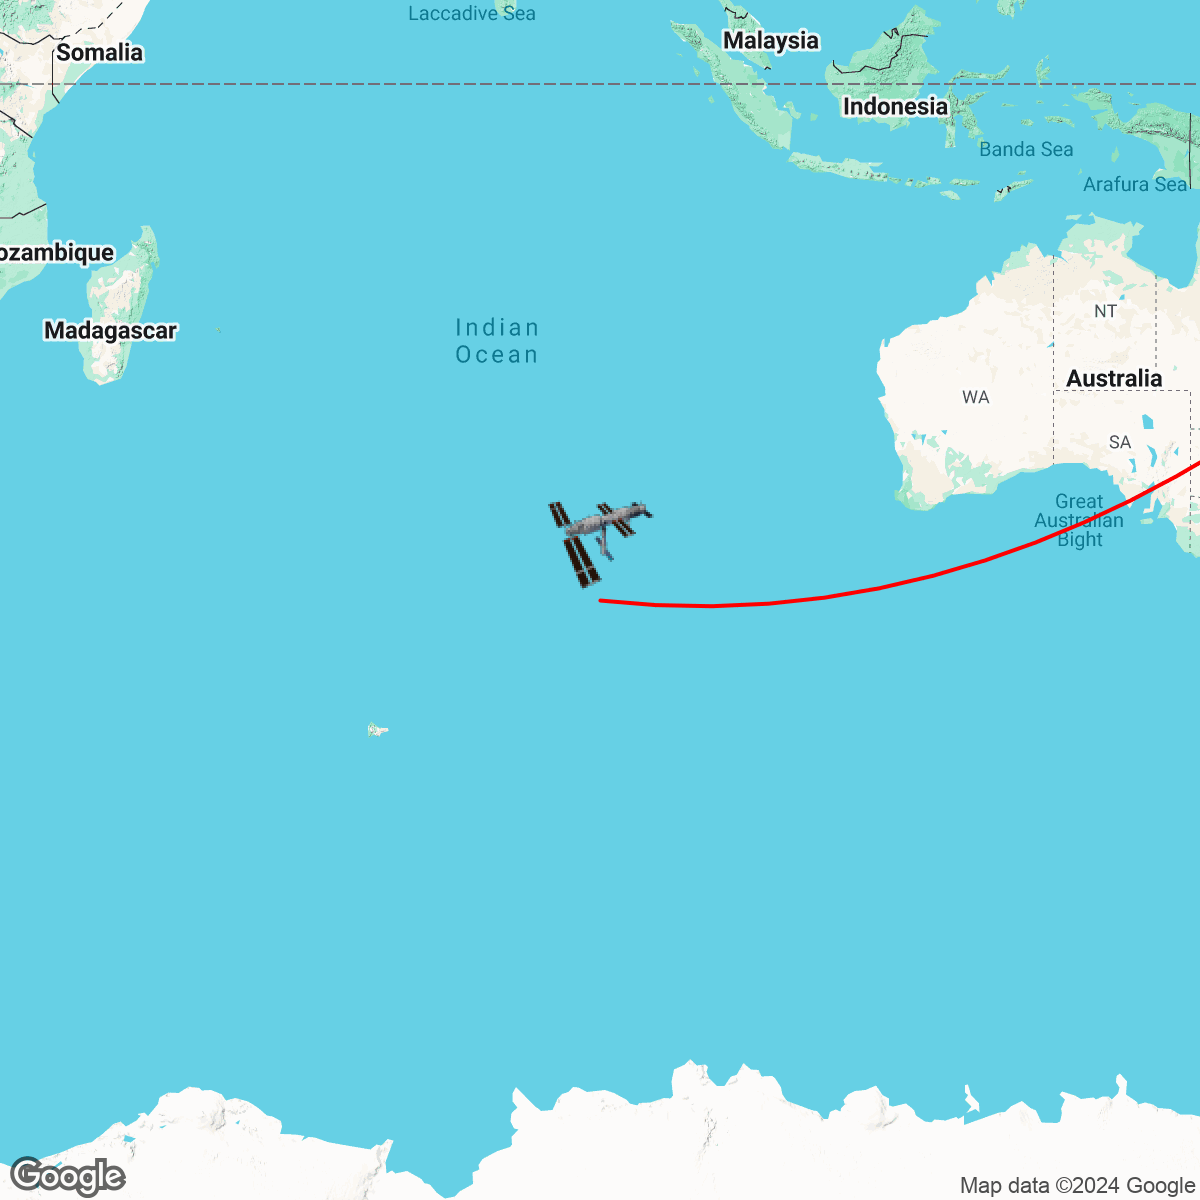 Laccadive Sea
Somalia
Malaysia
Indonesia
Banda Sea
Arafura Sea
ozambique
Madagascar
Indian
Ocean
NT
Australia
WA
SA
Great
Australian
Bight
Google
Map data ©2024 Google